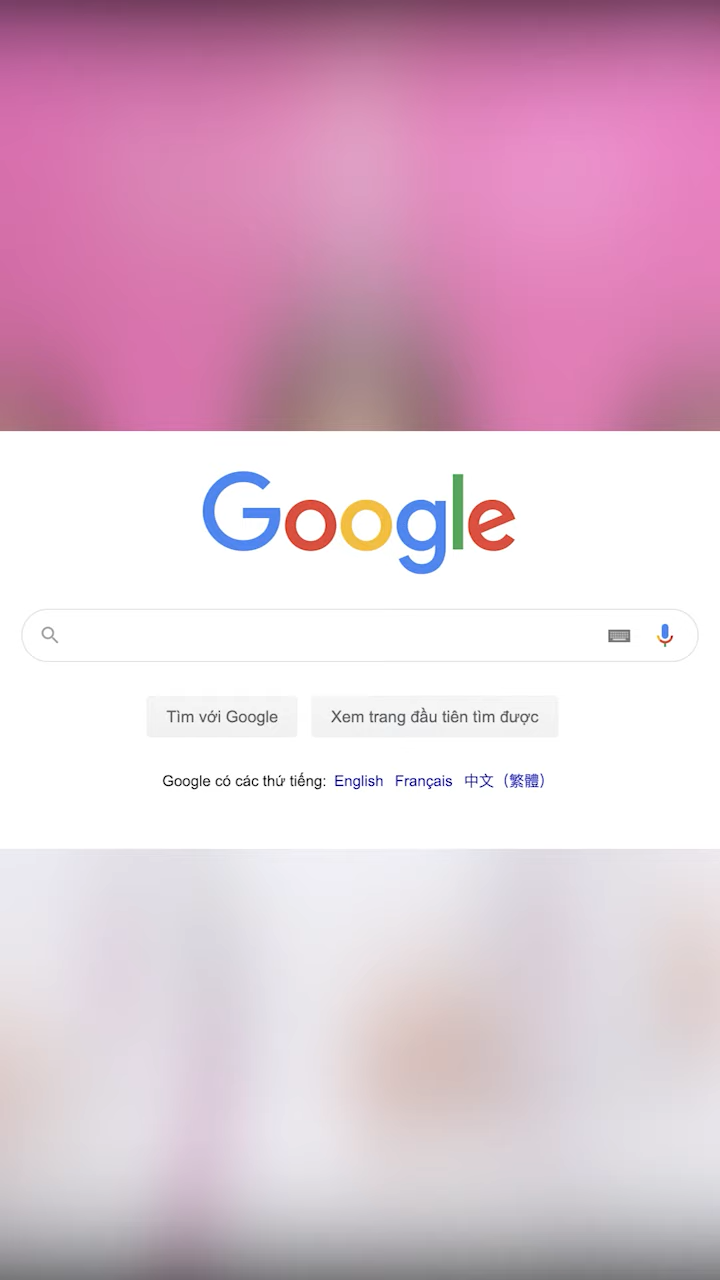 Google
Tìm với Google
Xem trang đầu tiên tìm được
Google có các thứ tiếng: English Français 中文（繁體）